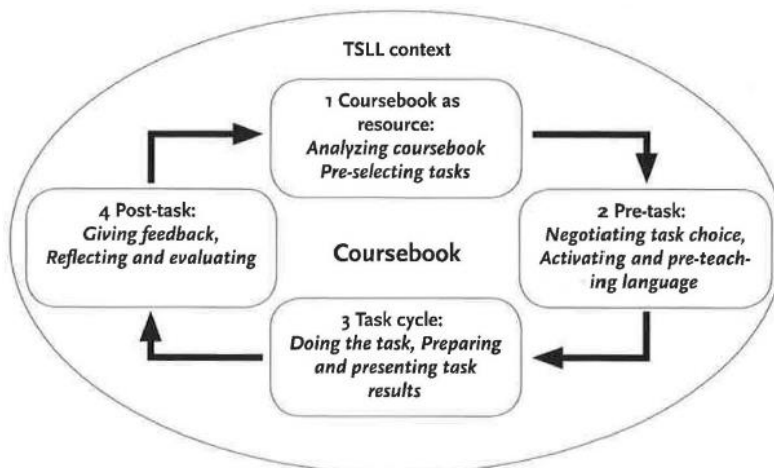 TSLL context
1 Coursebook as
resource:
Analyzing coursebook
Pre-selecting tasks
2 Pre-task:
Negotiating task choice,
Activating and pre-teach-
ing language
3 Task cycle:
Doing the task, Preparing
and presenting task
results
4 Post-task:
Giving feedback,
Reflecting and evaluating
Coursebook